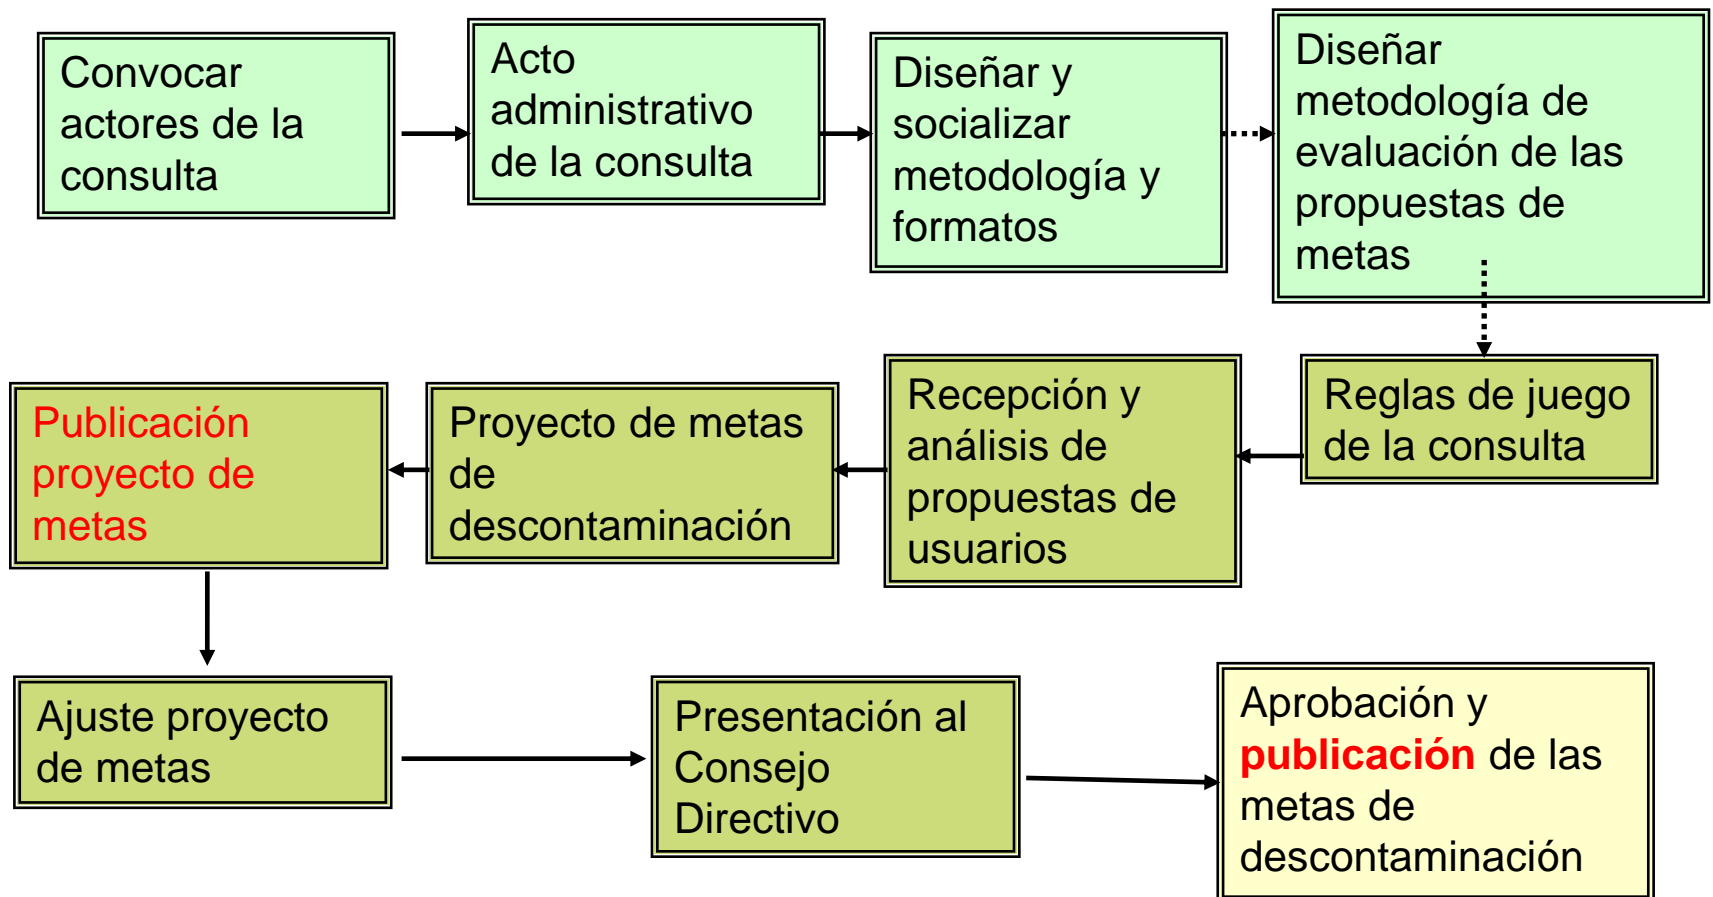 Convocar
actores de la
consulta
Acto
administrativo
de la consulta
Diseñar y
socializar
metodología y
formatos
Diseñar
metodología de
evaluación de las
propuestas de
metas
Reglas de juego
de la consulta
Recepción y
análisis de
propuestas de
usuarios
Proyecto de metas
de
descontaminación
Publicación
proyecto de
metas
Ajuste proyecto
de metas
Presentación al
Consejo
Directivo
Aprobación y
publicación de las
metas de
descontaminación